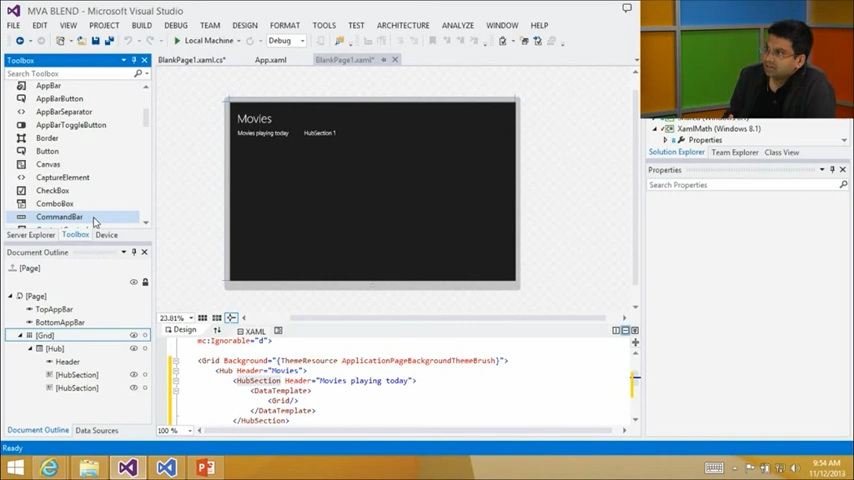 MVA BLEND - Microsoft Visual Studio
FILE EDIT VIEW PROJECT BUILD DEBUG TEAM DESIGN FORMAT TOOLS TEST ARCHITECTURE ANALYZE WINDOW HELP
Local Machine Debug
Toolbox
BlankPage1.xaml.cs* App.xaml BlankPage1.xaml*
Search Toolbox
AppBar
AppBarButton
AppBarSeparator
AppBarToggleButton
Border
Button
Canvas
CaptureElement
CheckBox
ComboBox
CommandBar
Server Explorer Toolbox Device
Movies
Movies playing today HubSection 1
XamlMath (Windows 8.1)
Properties
Solution Explorer Team Explorer Class View
Properties
Search Properties
Document Outline
[Page]
[Page]
TopAppBar
BottomAppBar
[Grid]
[Hub]
Header
[HubSection]
[HubSection]
Document Outline Data Sources
23.81%
Design XAML
mc:Ignorable="d">
<Grid Background="{ThemeResource ApplicationPageBackgroundThemeBrush}">
<Hub Header="Movies">
<HubSection Header="Movies playing today">
<DataTemplate>
<Grid/>
</DataTemplate>
</HubSection>
100 %
Ready
9:54 AM
11/12/2013